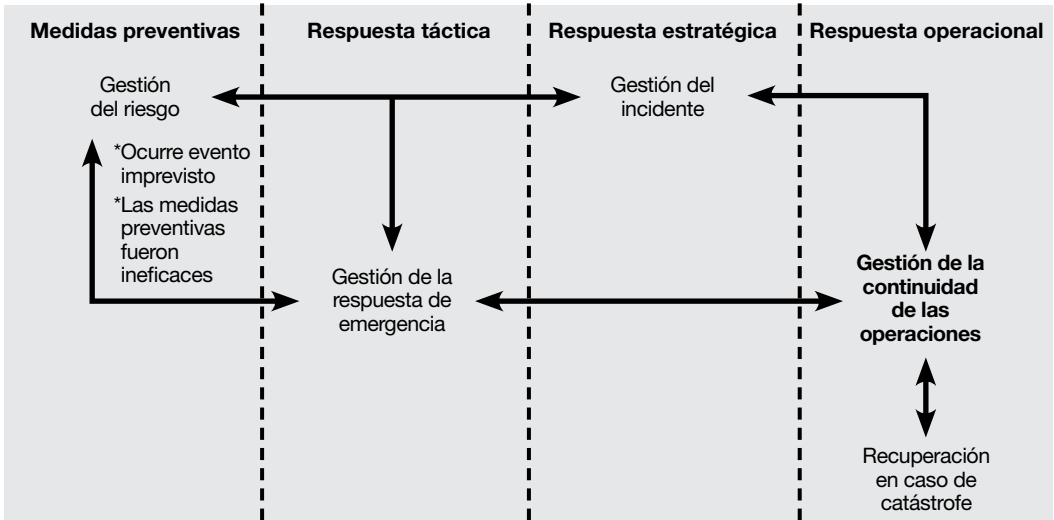 Medidas preventivas
Respuesta táctica
Respuesta estratégica
Respuesta operacional
Gestión
del riesgo
*Ocurre evento
imprevisto
*Las medidas
preventivas
fueron
ineficaces
Gestión de la
respuesta de
emergencia
Gestión del
incidente
Gestión de la
continuidad
de las
operaciones
Recuperación
en caso de
catástrofe